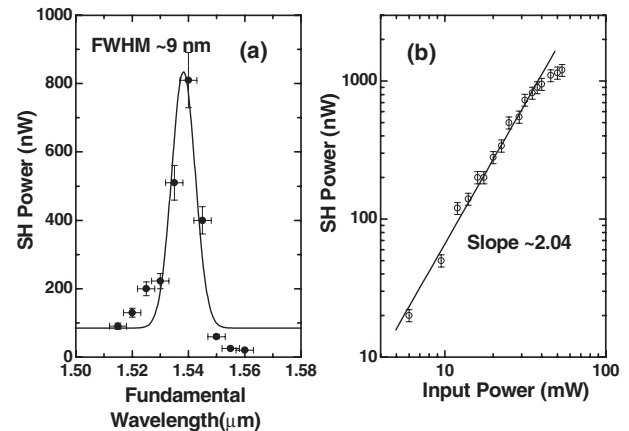 1000
800
600
400
200
0
1.50
1.52
1.54
1.56
1.58
SH Power (nW)
Fundamental
Wavelength(μm)
FWHM ~9 nm
(a)
1000
100
10
10
100
SH Power (nW)
Input Power (mW)
(b)
Slope ~2.04